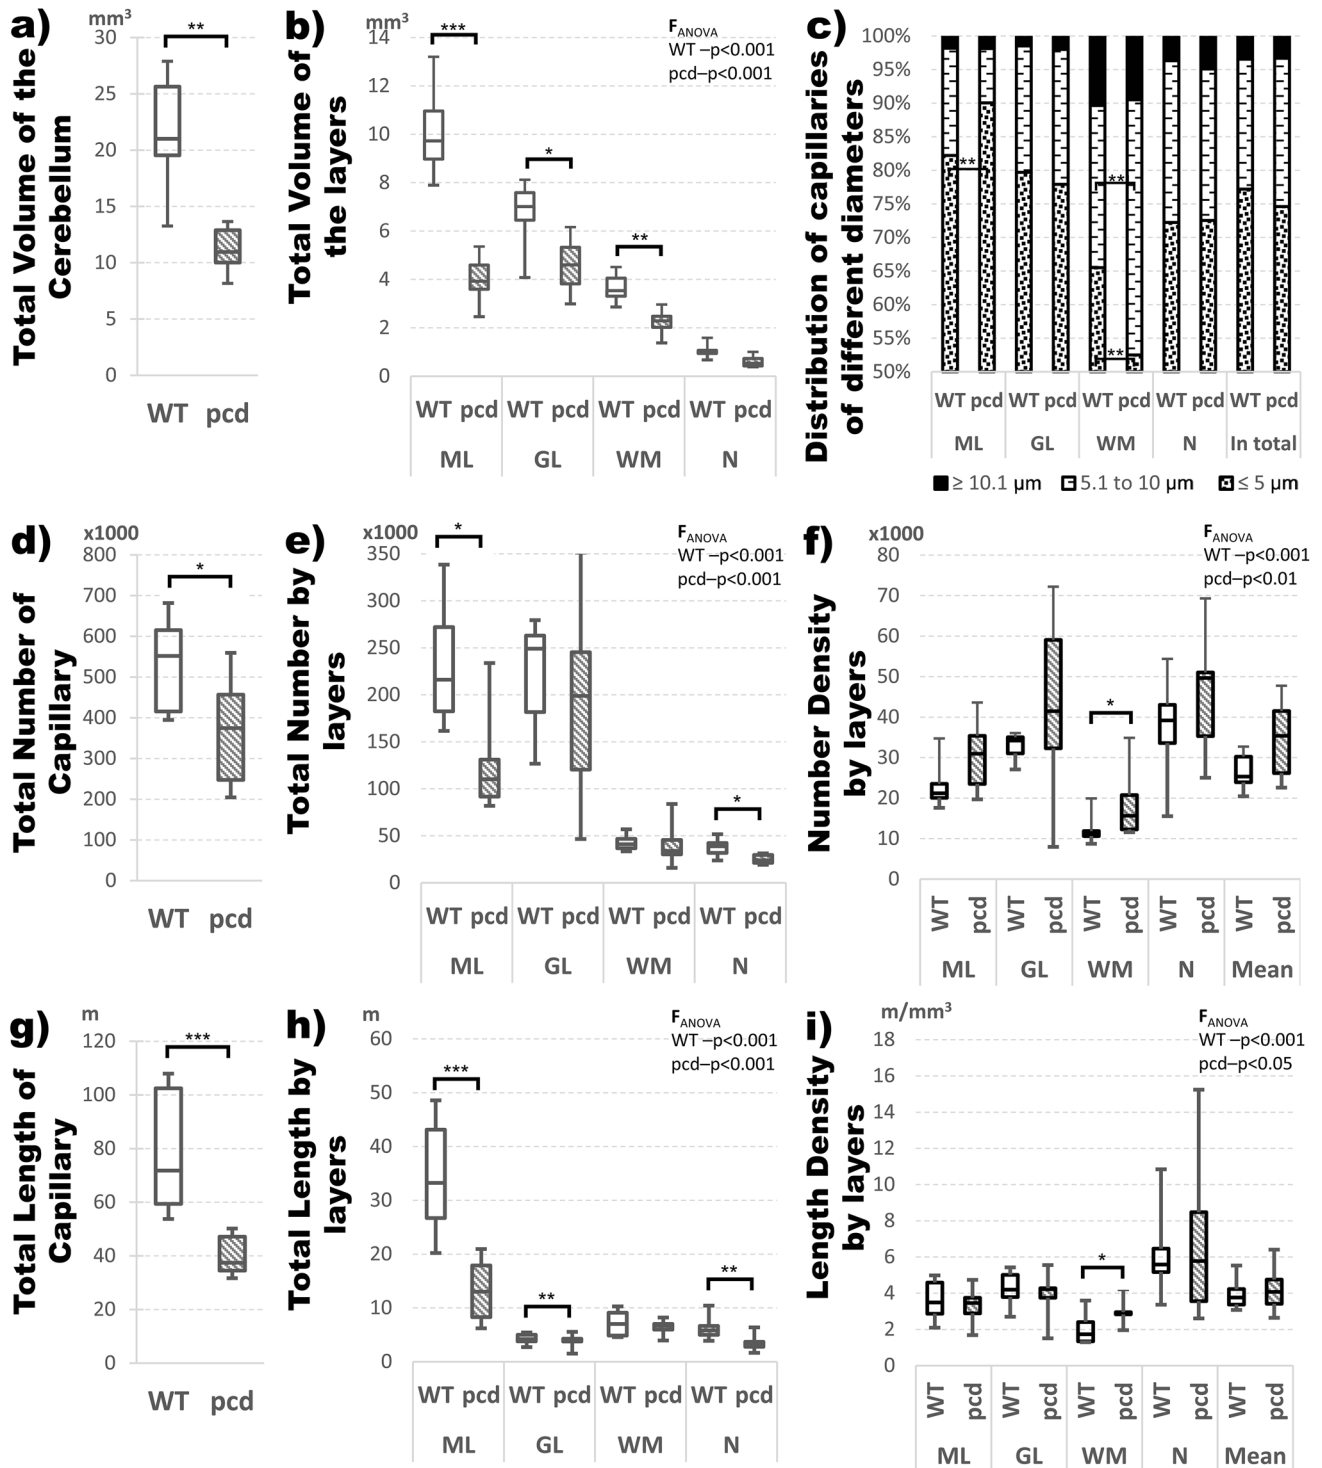 a)
mm³
Total Volume of the
Cerebellum
30
25
20
15
10
5
0
**
WT pcd
b)
mm³
Total Volume of
the layers
14
12
10
8
6
4
2
0
***
*
**
FANOVA
WT –p<0.001
pcd–p<0.001
WT pcd WT pcd WT pcd WT pcd
ML GL WM N
c)
Distribution of capillaries
of different diameters
100%
95%
90%
85%
80%
75%
70%
65%
60%
55%
50%
**
**
**
WT pcd WT pcd WT pcd WT pcd WT pcd
ML GL WM N In total
≥ 10.1 µm 5.1 to 10 µm ≤ 5 µm
d)
x1000
Total Number of
Capillary
800
700
600
500
400
300
200
100
0
*
WT pcd
e)
x1000
Total Number by
layers
350
300
250
200
150
100
50
0
*
*
FANOVA
WT –p<0.001
pcd–p<0.001
WT pcd WT pcd WT pcd WT pcd
ML GL WM N
f)
x1000
Number Density
by layers
80
70
60
50
40
30
20
10
0
*
FANOVA
WT –p<0.001
pcd–p<0.01
WT pcd WT pcd WT pcd WT pcd WT pcd
ML GL WM N Mean
g)
m
Total Length of
Capillary
120
100
80
60
40
20
0
***
WT pcd
h)
m
Total Length by
layers
60
50
40
30
20
10
0
***
**
**
FANOVA
WT –p<0.001
pcd–p<0.001
WT pcd WT pcd WT pcd WT pcd
ML GL WM N
i)
m/mm³
Length Density
by layers
18
16
14
12
10
8
6
4
2
0
*
FANOVA
WT –p<0.001
pcd–p<0.05
WT pcd WT pcd WT pcd WT pcd WT pcd
ML GL WM N Mean